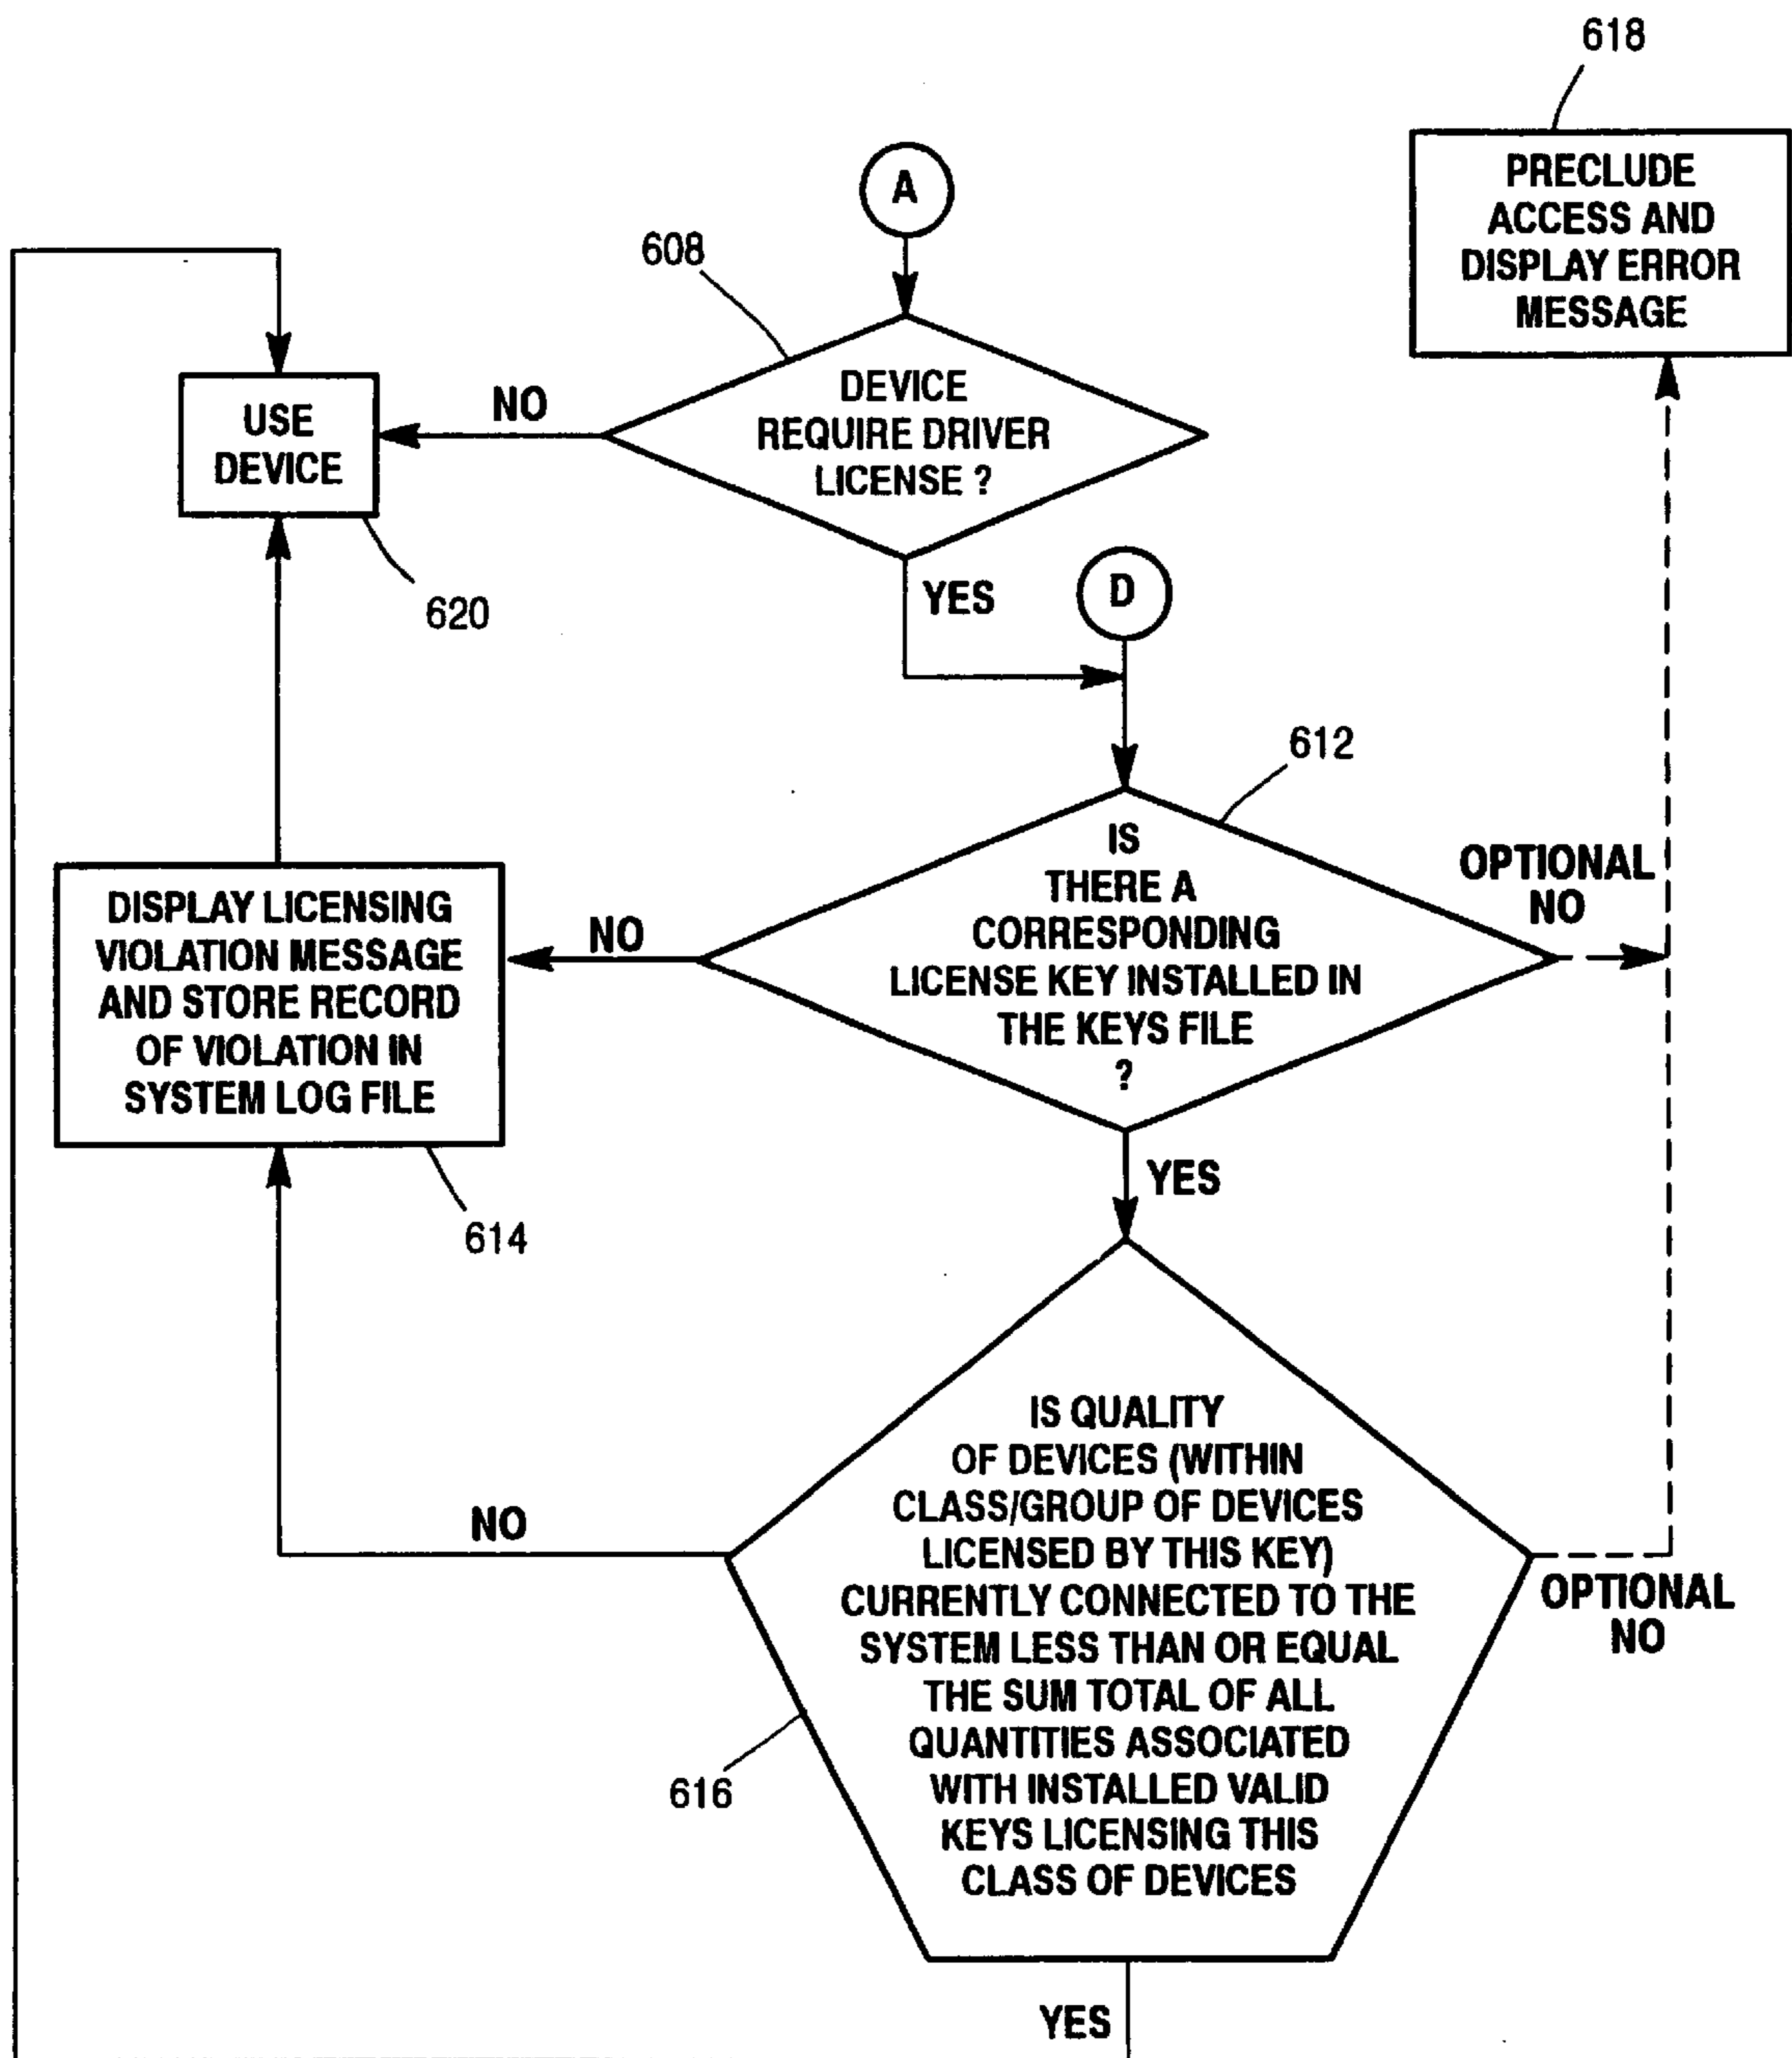 618
PRECLUDE
ACCESS AND
DISPLAY ERROR
MESSAGE
A
608
DEVICE
REQUIRE DRIVER
LICENSE ?
NO
USE
DEVICE
620
YES
D
612
IS
THERE A
CORRESPONDING
LICENSE KEY INSTALLED IN
THE KEYS FILE
?
OPTIONAL
NO
NO
DISPLAY LICENSING
VIOLATION MESSAGE
AND STORE RECORD
OF VIOLATION IN
SYSTEM LOG FILE
614
YES
IS QUALITY
OF DEVICES (WITHIN
CLASS/GROUP OF DEVICES
LICENSED BY THIS KEY)
CURRENTLY CONNECTED TO THE
SYSTEM LESS THAN OR EQUAL
THE SUM TOTAL OF ALL
QUANTITIES ASSOCIATED
WITH INSTALLED VALID
KEYS LICENSING THIS
CLASS OF DEVICES
NO
OPTIONAL
NO
616
YES